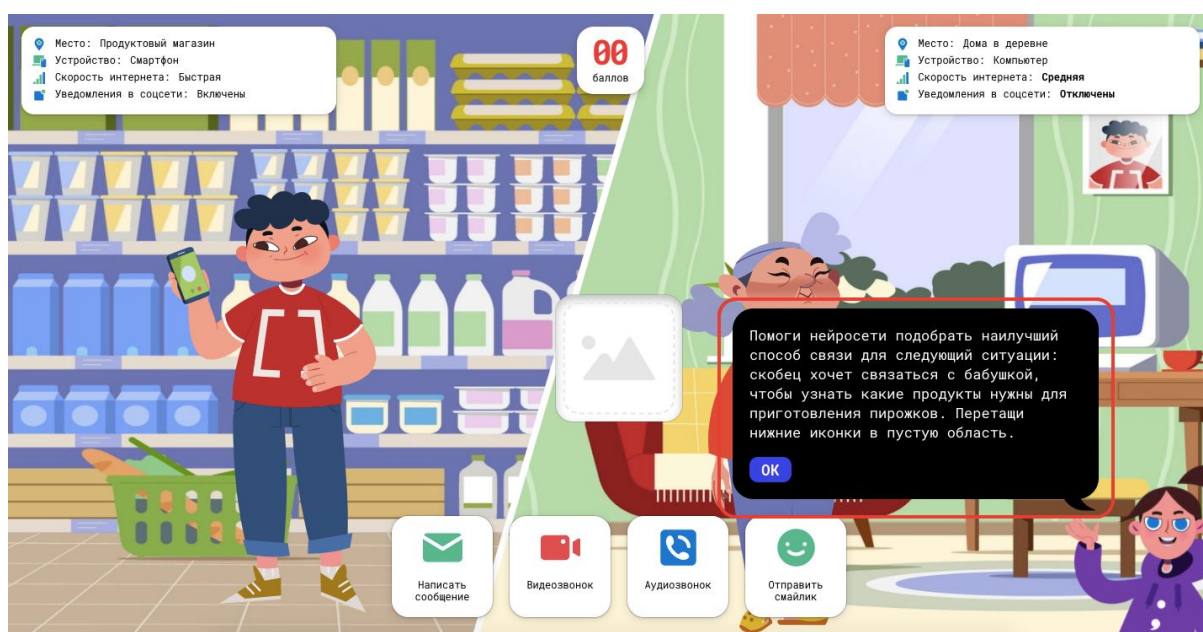 Место: Продуктовый магазин
Устройство: Смартфон
Скорость интернета: Быстрая
Уведомления в соцсети: Включены
00
баллов
Место: Дома в деревне
Устройство: Компьютер
Скорость интернета: Средняя
Уведомления в соцсети: Отключены
Помоги нейросети подобрать наилучший
способ связи для следующий ситуации:
скобец хочет связаться с бабушкой,
чтобы узнать какие продукты нужны для
приготовления пирожков. Перетащи
нижние иконки в пустую область.
ОК
Написать
сообщение
Видеозвонок
Аудиозвонок
Отправить
смайлик